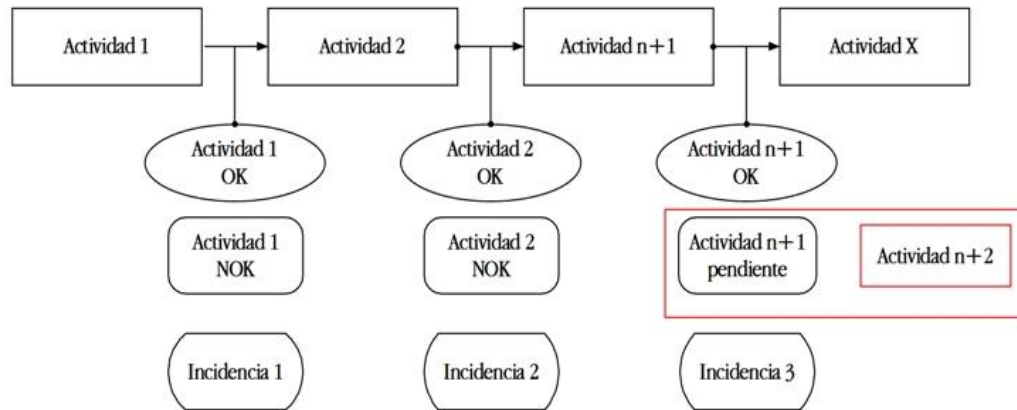 Actividad 1
Actividad 2
Actividad n+1
Actividad X
Actividad 1
OK
Actividad 2
OK
Actividad n+1
OK
Actividad 1
NOK
Actividad 2
NOK
Actividad n+1
pendiente
Actividad n+2
Incidencia 1
Incidencia 2
Incidencia 3